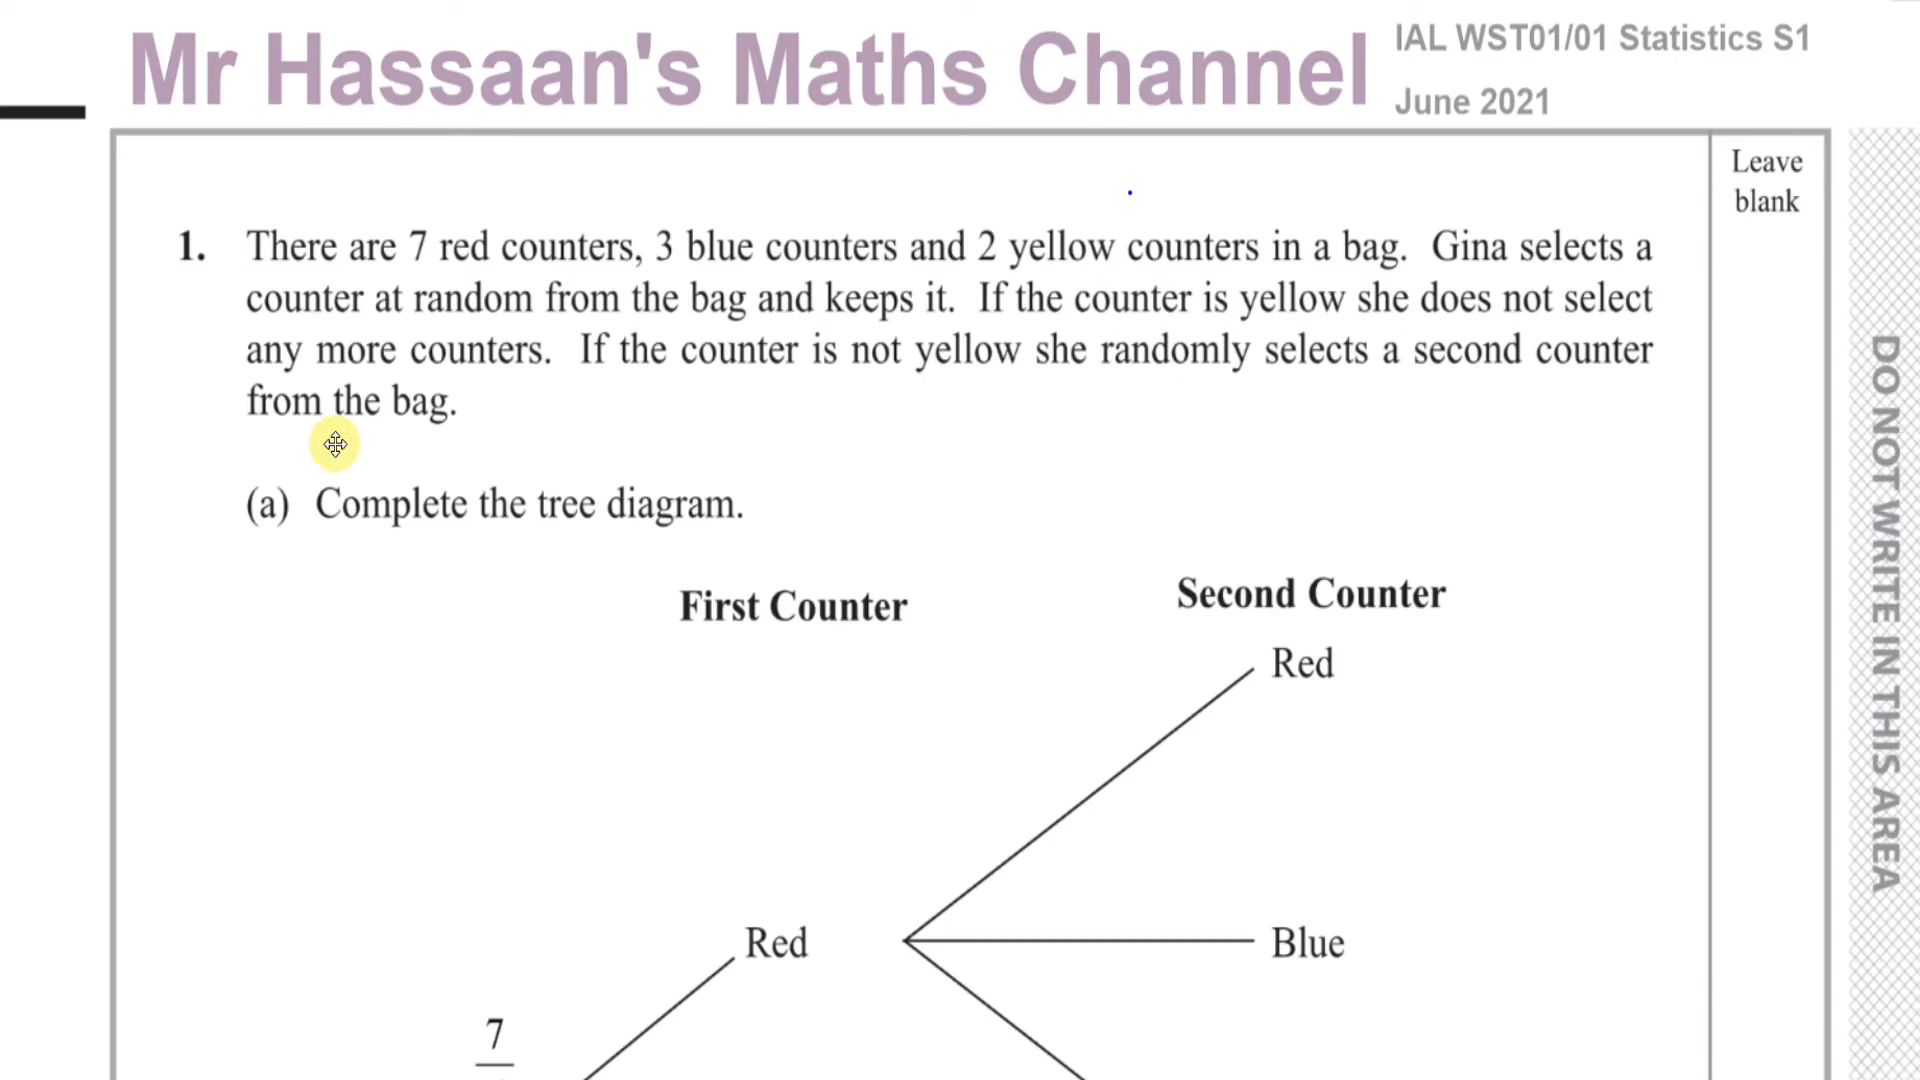 Mr Hassaan's Maths Channel
IAL WST01/01 Statistics S1
June 2021
Leave
blank
1. There are 7 red counters, 3 blue counters and 2 yellow counters in a bag. Gina selects a
counter at random from the bag and keeps it. If the counter is yellow she does not select
any more counters. If the counter is not yellow she randomly selects a second counter
from the bag.
(a) Complete the tree diagram.
First Counter
Second Counter
Red
Red
Blue
7
DO NOT WRITE IN THIS AREA